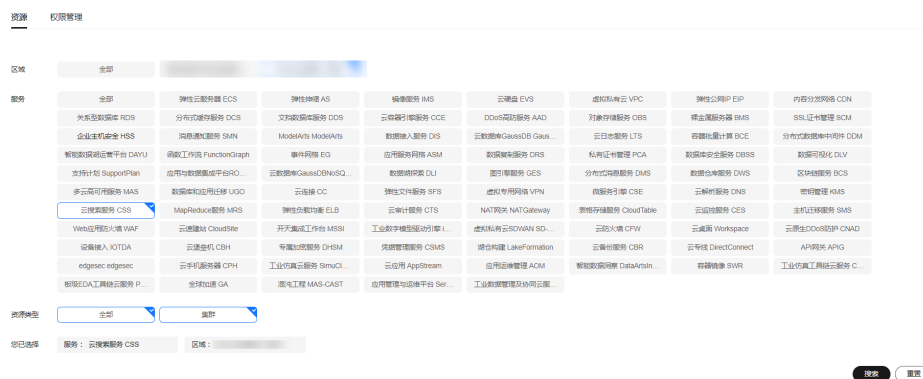 资源 权限管理
区域 全部
服务 全部 弹性云服务器 ECS 弹性伸缩 AS 镜像服务 IMS 云硬盘 EVS 虚拟私有云 VPC 弹性公网IP EIP 内容分发网络 CDN
关系型数据库 RDS 分布式缓存服务 DCS 文档数据库服务 DDS 云容器引擎服务 CCE DDoS高防服务 AAD 对象存储服务 OBS 裸金属服务器 BMS SSL证书管理 SCM
企业主机安全 HSS 消息通知服务 SMN ModelArts ModelArts 数据接入服务 DIS 云数据库GaussDB Gaus... 云日志服务 LTS 容器批量计算 BCE 分布式数据库中间件 DDM
智能数据湖运营平台 DAYU 函数工作流 FunctionGraph 事件网格 EG 应用服务网格 ASM 数据复制服务 DRS 私有证书管理 PCA 数据库安全服务 DBSS 数据可视化 DLV
支持计划 SupportPlan 应用与数据集成平台RO... 云数据库GaussDBNoSQ... 数据湖探索 DLI 图引擎服务 GES 分布式消息服务 DMS 数据仓库服务 DWS 区块链服务 BCS
多云高可用服务 MAS 数据库和应用迁移 UGO 云连接 CC 弹性文件服务 SFS 虚拟专用网络 VPN 微服务引擎 CSE 云解析服务 DNS 密钥管理 KMS
云搜索服务 CSS MapReduce服务 MRS 弹性负载均衡 ELB 云审计服务 CTS NAT网关 NATGateway 表格存储服务 CloudTable 云监控服务 CES 主机迁移服务 SMS
Web应用防火墙 WAF 云速建站 CloudSite 开天集成工作台 MSSI 工业数字模型驱动引擎 i... 虚拟私有云SDWAN SD-... 云防火墙 CFW 云桌面 Workspace 云原生DDoS防护 CNAD
设备接入 IOTDA 云堡垒机 CBH 专属加密服务 DHSM 凭据管理服务 CSMS 湖仓构建 LakeFormation 云备份服务 CBR 云专线 DirectConnect API网关 APIG
edgesec edgesec 云手机服务器 CPH 工业仿真云服务 SimuCl... 云应用 AppStream 应用运维管理 AOM 智能数据洞察 DataArtsIn... 容器镜像 SWR 工业仿真工具链云服务 C...
板级EDA工具链云服务 P... 全球加速 GA 混沌工程 MAS-CAST 应用管理与运维平台 Ser... 工业数据管理及协同云服...
资源类型 全部 集群
您已选择 服务： 云搜索服务 CSS 区域：
搜索 重置